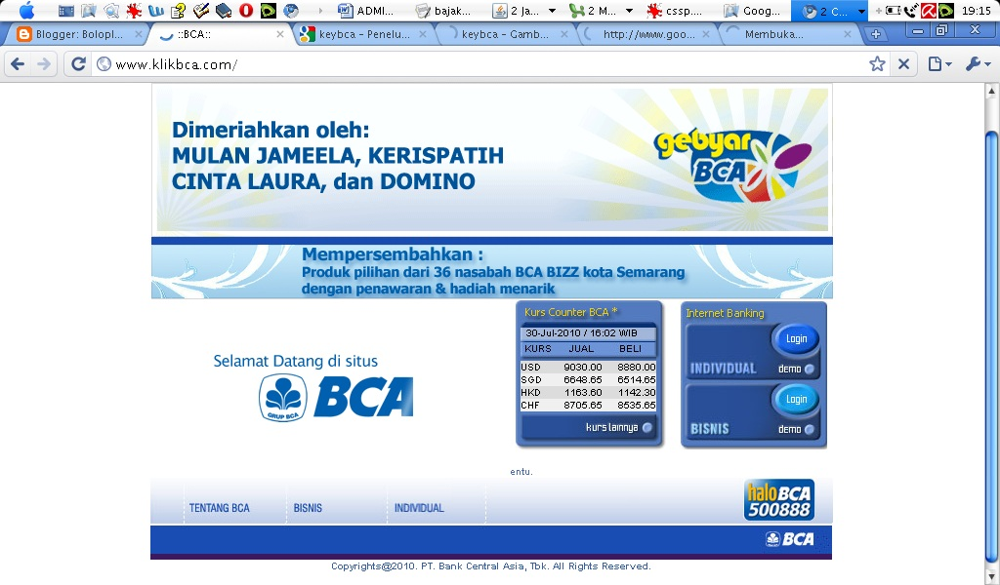 ADMI...
bajak...
2 Ja...
2 M...
cssp...
Goog...
2 C...
19:15
Blogger: Bolopl...
::BCA::
keybca - Penelu...
keybca - Gamb...
http://www.goo...
Membuka...
www.klikbca.com/
Dimeriahkan oleh:
MULAN JAMEELA, KERISPATIH
CINTA LAURA, dan DOMINO
gebyar
BCA
Mempersembahkan :
Produk pilihan dari 36 nasabah BCA BIZZ kota Semarang
dengan penawaran & hadiah menarik
Selamat Datang di situs
GRUP BCA
BCA
Kurs Counter BCA *
30-Jul-2010 / 16:02 WIB
KURS JUAL BELI
USD 9030.00 8880.00
SGD 6648.65 6514.65
HKD 1163.60 1142.30
CHF 8705.65 8535.65
kurs lainnya
Internet Banking
Login
INDIVIDUAL demo
Login
BISNIS demo
entu.
TENTANG BCA
BISNIS
INDIVIDUAL
halo BCA
500888
BCA
Copyrights@2010. PT. Bank Central Asia, Tbk. All Rights Reserved.